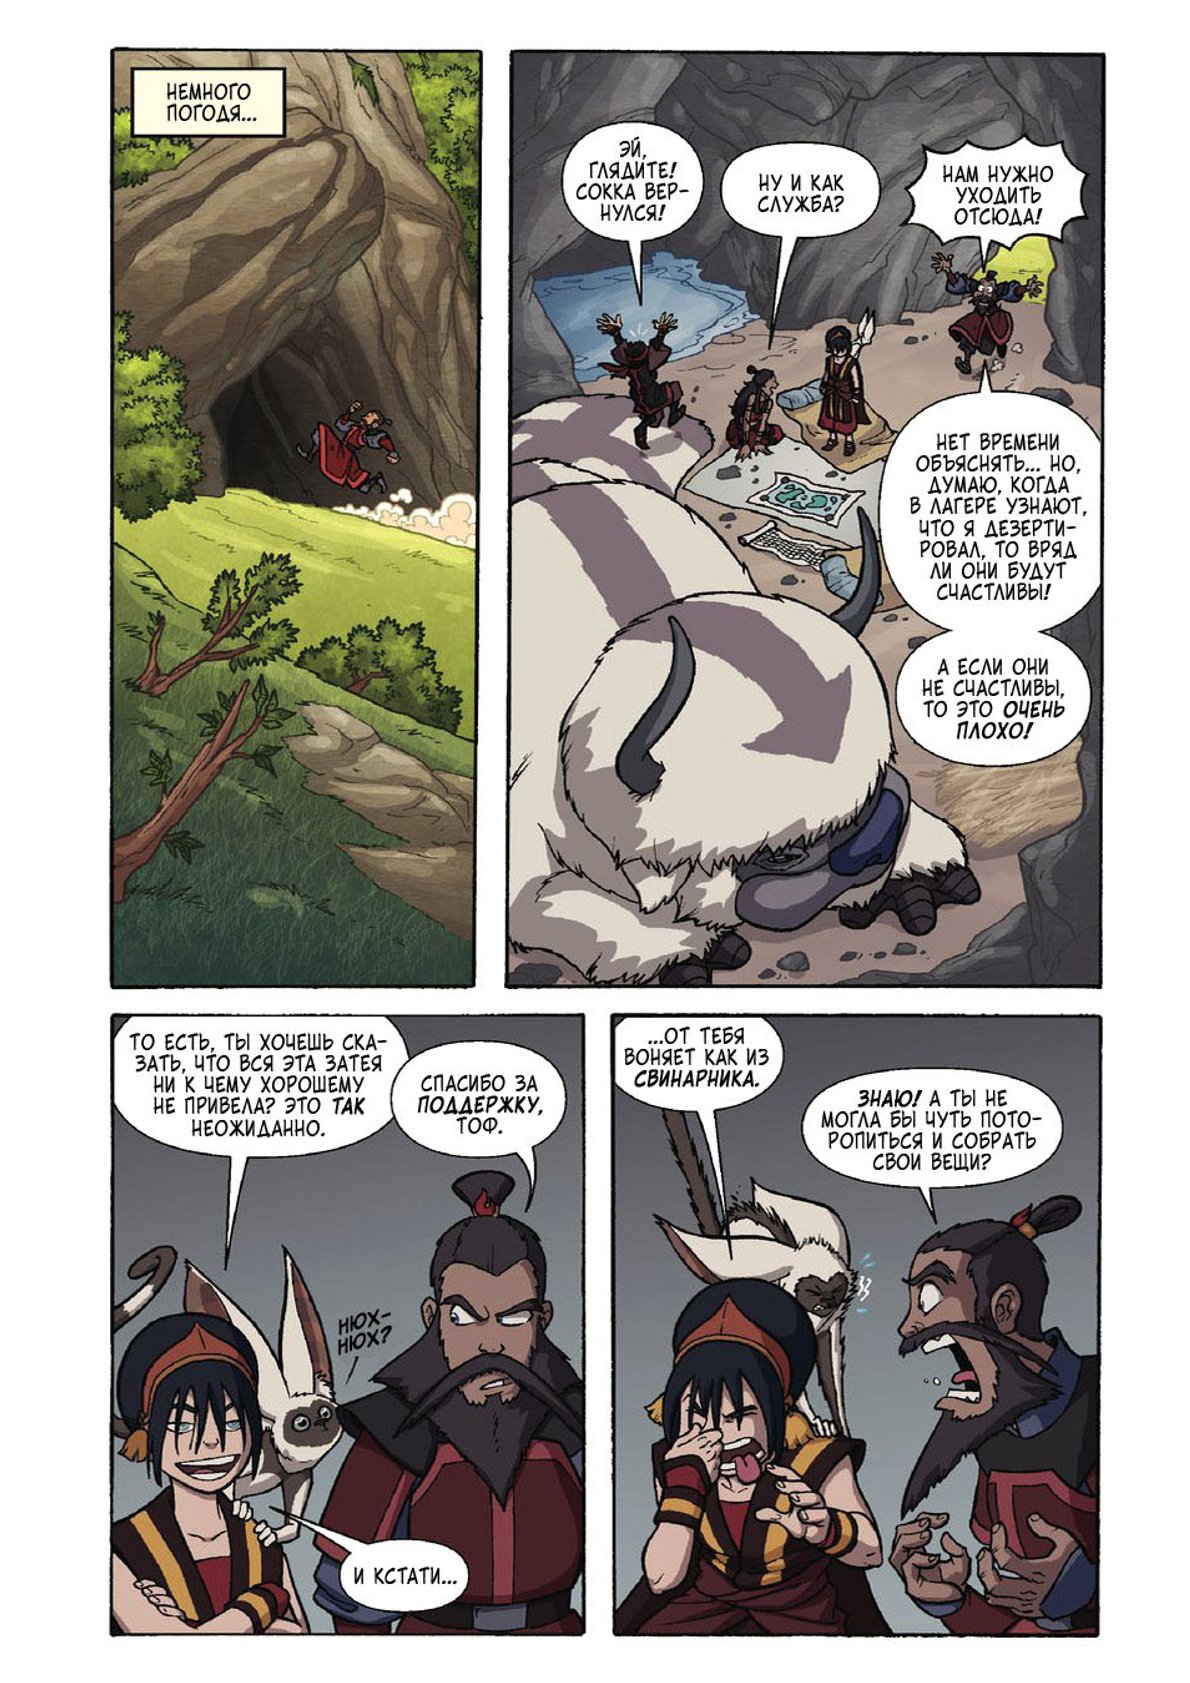 НЕМНОГО
ПОГОДЯ...
ЭЙ,
ГЛЯДИТЕ!
СОККА ВЕР-
НУЛСЯ!
НУ И КАК
СЛУЖБА?
НАМ НУЖНО
УХОДИТЬ
ОТСЮДА!
НЕТ ВРЕМЕНИ
ОБЪЯСНЯТЬ... НО,
ДУМАЮ, КОГДА
В ЛАГЕРЕ УЗНАЮТ,
ЧТО Я ДЕЗЕРТИ-
РОВАЛ, ТО ВРЯД
ЛИ ОНИ БУДУТ
СЧАСТЛИВЫ!
А ЕСЛИ ОНИ
НЕ СЧАСТЛИВЫ,
ТО ЭТО ОЧЕНЬ
ПЛОХО!
ТО ЕСТЬ, ТЫ ХОЧЕШЬ СКА-
ЗАТЬ, ЧТО ВСЯ ЭТА ЗАТЕЯ
НИ К ЧЕМУ ХОРОШЕМУ
НЕ ПРИВЕЛА? ЭТО ТАК
НЕОЖИДАННО.
СПАСИБО ЗА
ПОДДЕРЖКУ,
ТОФ.
НЮХ-
НЮХ?
И КСТАТИ...
...ОТ ТЕБЯ
ВОНЯЕТ КАК ИЗ
СВИНАРНИКА.
ЗНАЮ! А ТЫ НЕ
МОГЛА БЫ ЧУТЬ ПОТО-
РОПИТЬСЯ И СОБРАТЬ
СВОИ ВЕЩИ?